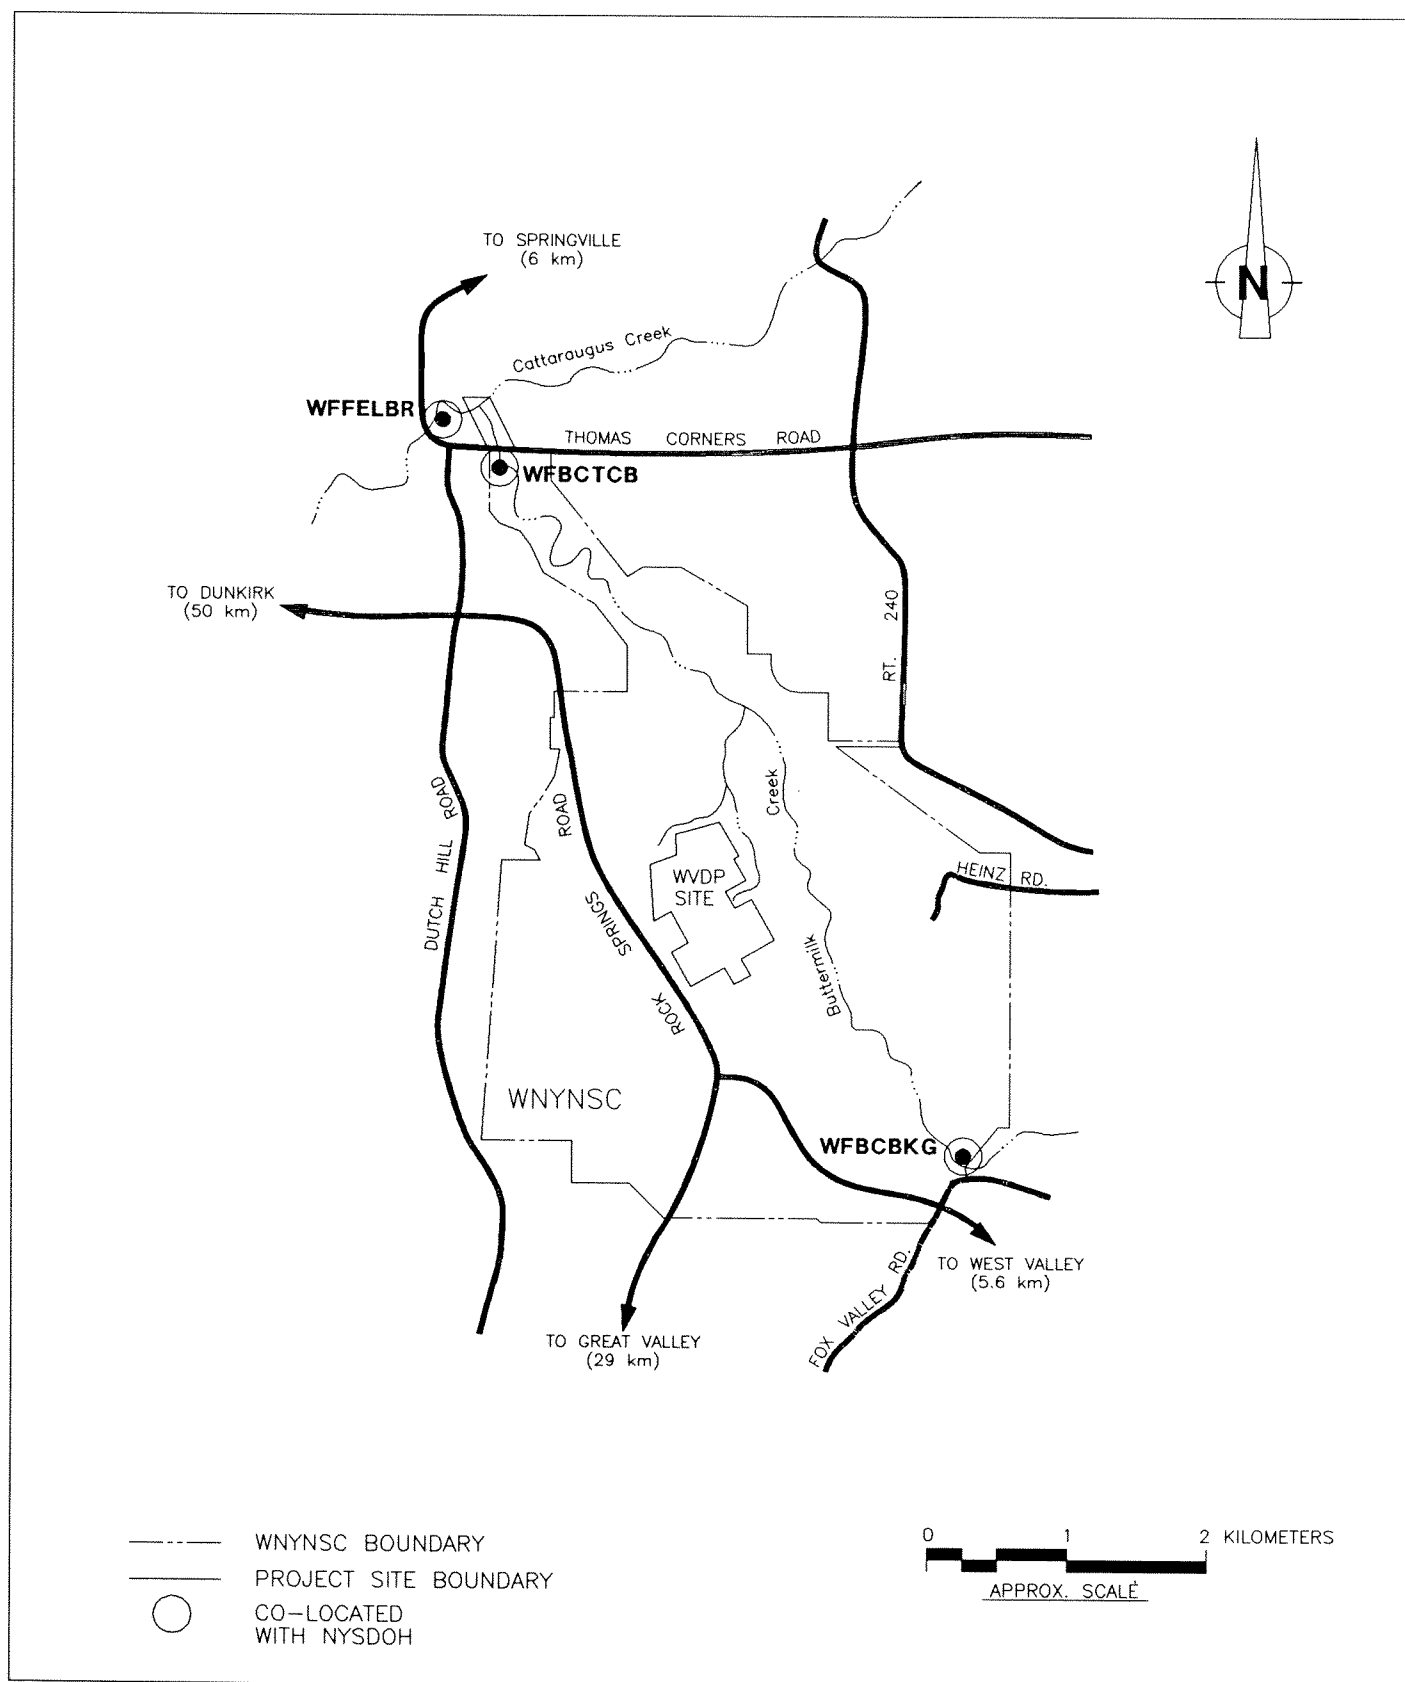 TO SPRINGVILLE
(6 km)
N
Cattaraugus Creek
WFFELBR
THOMAS CORNERS ROAD
WFBCTCB
TO DUNKIRK
(50 km)
RT. 240
DUTCH HILL ROAD
ROCK SPRINGS ROAD
WVDP
SITE
Buttermilk Creek
HEINZ RD.
WNYNSC
WFBCBKG
TO WEST VALLEY
(5.6 km)
FOX VALLEY RD.
TO GREAT VALLEY
(29 km)
WNYNSC BOUNDARY
PROJECT SITE BOUNDARY
CO-LOCATED
WITH NYSDOH
0 1 2 KILOMETERS
APPROX. SCALE